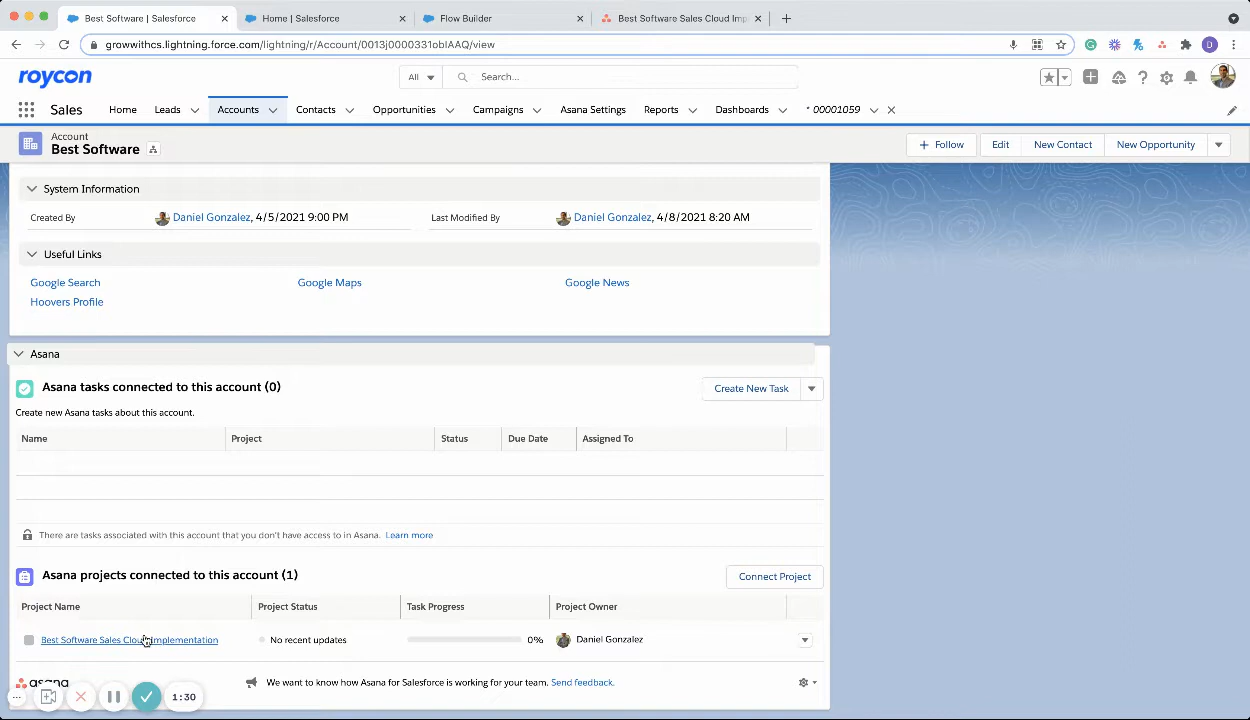 Best Software | Salesforce
Home | Salesforce
Flow Builder
Best Software Sales Cloud Imp
growwithcs.lightning.force.com/lightning/r/Account/0013j0000331obIAAQ/view
D
roycon
All
Search...
Sales
Home
Leads
Accounts
Contacts
Opportunities
Campaigns
Asana Settings
Reports
Dashboards
* 00001059
Account
Best Software
Follow
Edit
New Contact
New Opportunity
System Information
Created By
Daniel Gonzalez, 4/5/2021 9:00 PM
Last Modified By
Daniel Gonzalez, 4/8/2021 8:20 AM
Useful Links
Google Search
Google Maps
Google News
Hoovers Profile
Asana
Asana tasks connected to this account (0)
Create New Task
Create new Asana tasks about this account.
Name
Project
Status
Due Date
Assigned To
There are tasks associated with this account that you don't have access to in Asana. Learn more
Asana projects connected to this account (1)
Connect Project
Project Name
Project Status
Task Progress
Project Owner
Best Software Sales Cloud Implementation
No recent updates
0%
Daniel Gonzalez
asana
We want to know how Asana for Salesforce is working for your team. Send feedback.
1:30